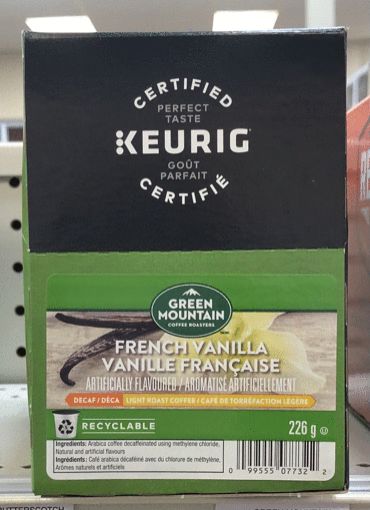 CERTIFIED
PERFECT
TASTE
KEURIG
GOÛT
PARFAIT
CERTIFIÉ
GREEN
MOUNTAIN
COFFEE ROASTERS
FRENCH VANILLA
VANILLE FRANÇAISE
ARTIFICIALLY FLAVOURED / AROMATISÉ ARTIFICIELLEMENT
DECAF / DÉCA LIGHT ROAST COFFEE / CAFÉ DE TORRÉFACTION LÉGÈRE
RECYCLABLE
226 g
Ingredients: Arabica coffee decaffeinated using methylene chloride,
Natural and artificial flavours
Ingrédients: Café arabica décaféiné avec du chlorure de méthylène,
Arômes naturels et artificiels
0 99555 07732 2
BUTTERSCOTCH